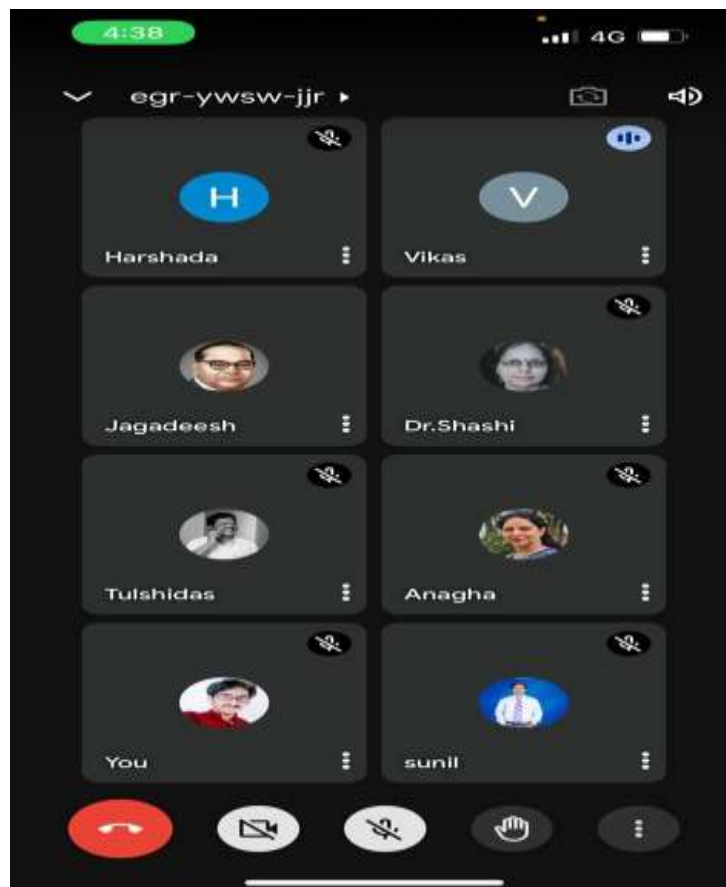 4:38 4G
egr-ywsw-jjr
H V
Harshada Vikas
Jagadeesh Dr.Shashi
Tulshidas Anagha
You sunil